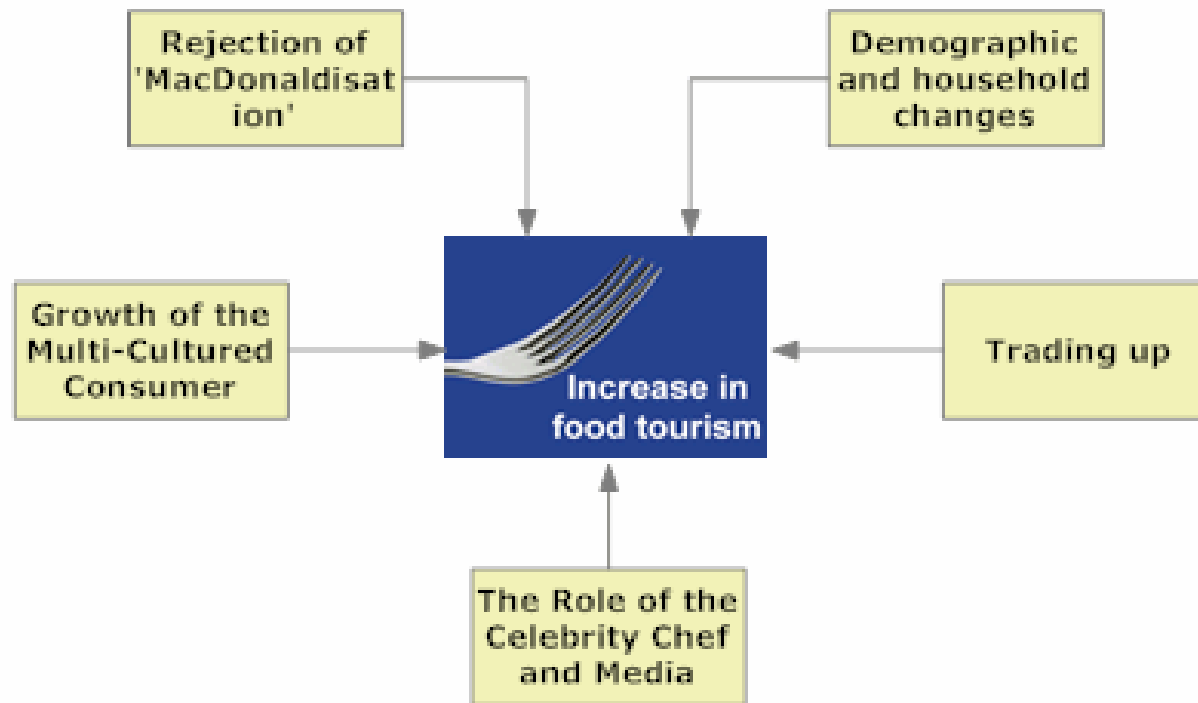 Rejection of
'MacDonaldisat
ion'
Demographic
and household
changes
Growth of the
Multi-Cultured
Consumer
Increase in
food tourism
Trading up
The Role of the
Celebrity Chef
and Media